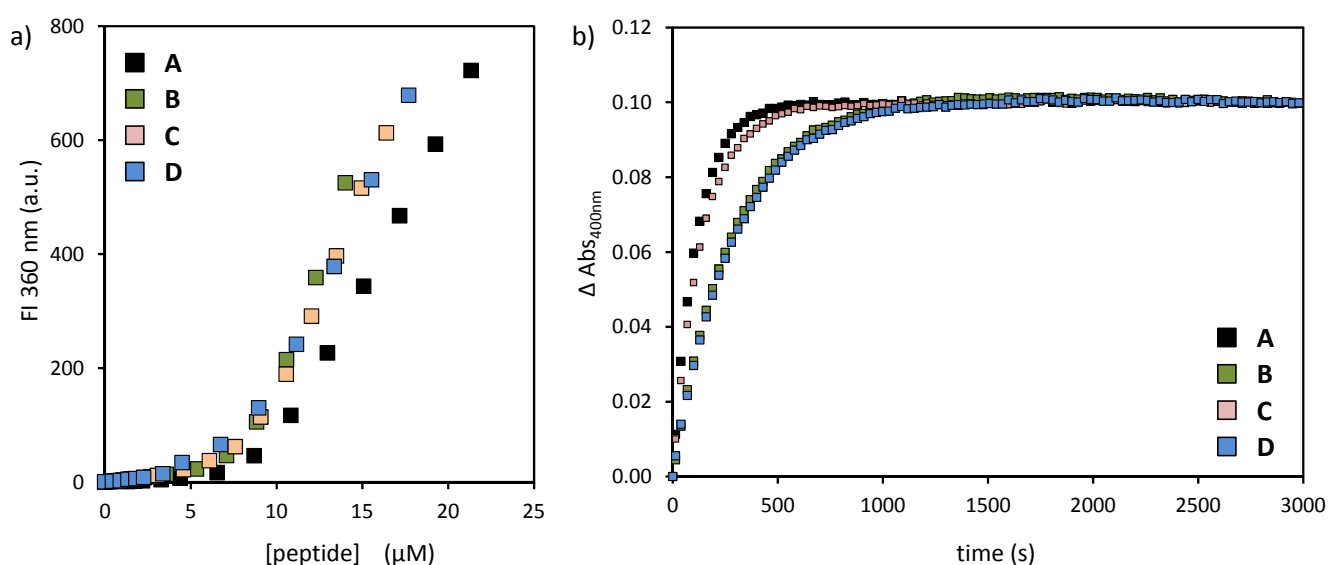 a)
FI 360 nm (a.u.)
800
600
400
200
0
A
B
C
D
0 5 10 15 20 25
[peptide] (µM)
b)
Δ Abs400nm
0.12
0.10
0.08
0.06
0.04
0.02
0.00
A
B
C
D
0 500 1000 1500 2000 2500 3000
time (s)